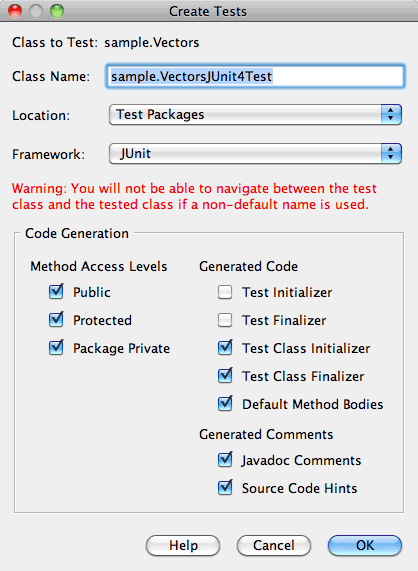 Create Tests
Class to Test: sample.Vectors
Class Name: sample.VectorsJUnit4Test
Location: Test Packages
Framework: JUnit
Warning: You will not be able to navigate between the test
class and the tested class if a non-default name is used.
Code Generation
Method Access Levels
Public
Protected
Package Private
Generated Code
Test Initializer
Test Finalizer
Test Class Initializer
Test Class Finalizer
Default Method Bodies
Generated Comments
Javadoc Comments
Source Code Hints
Help Cancel OK